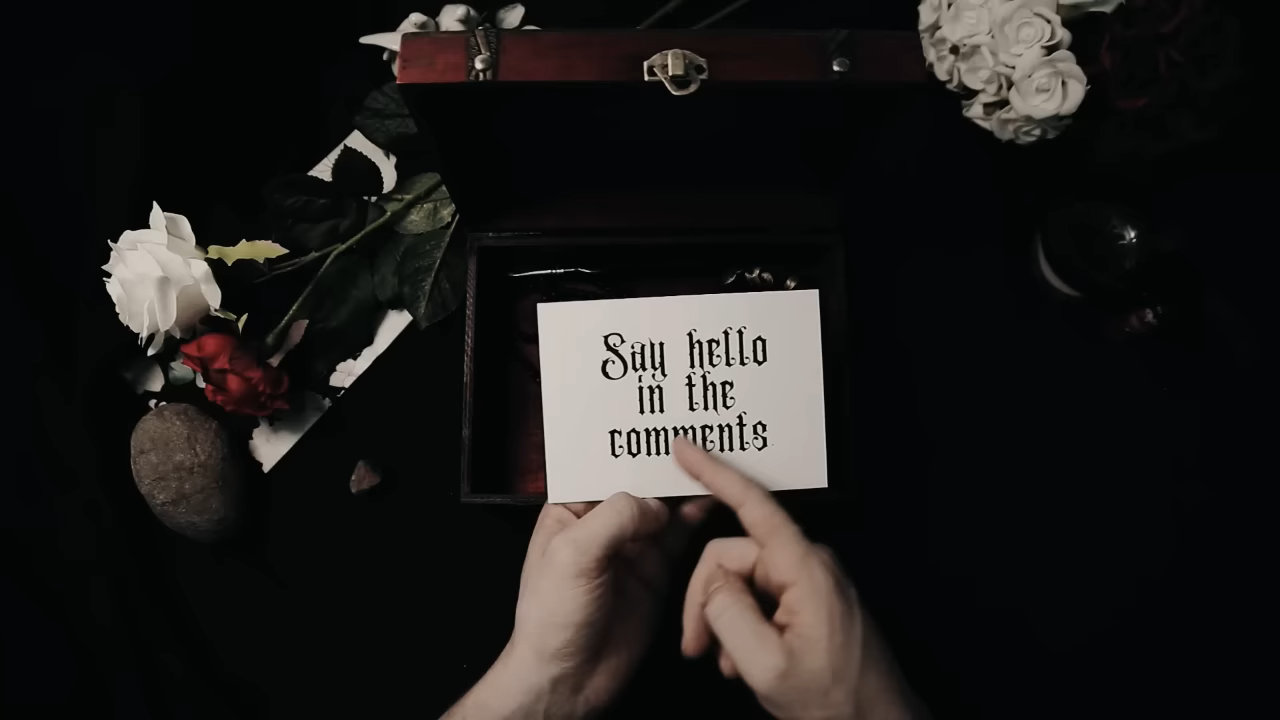 Say hello
in the
comments